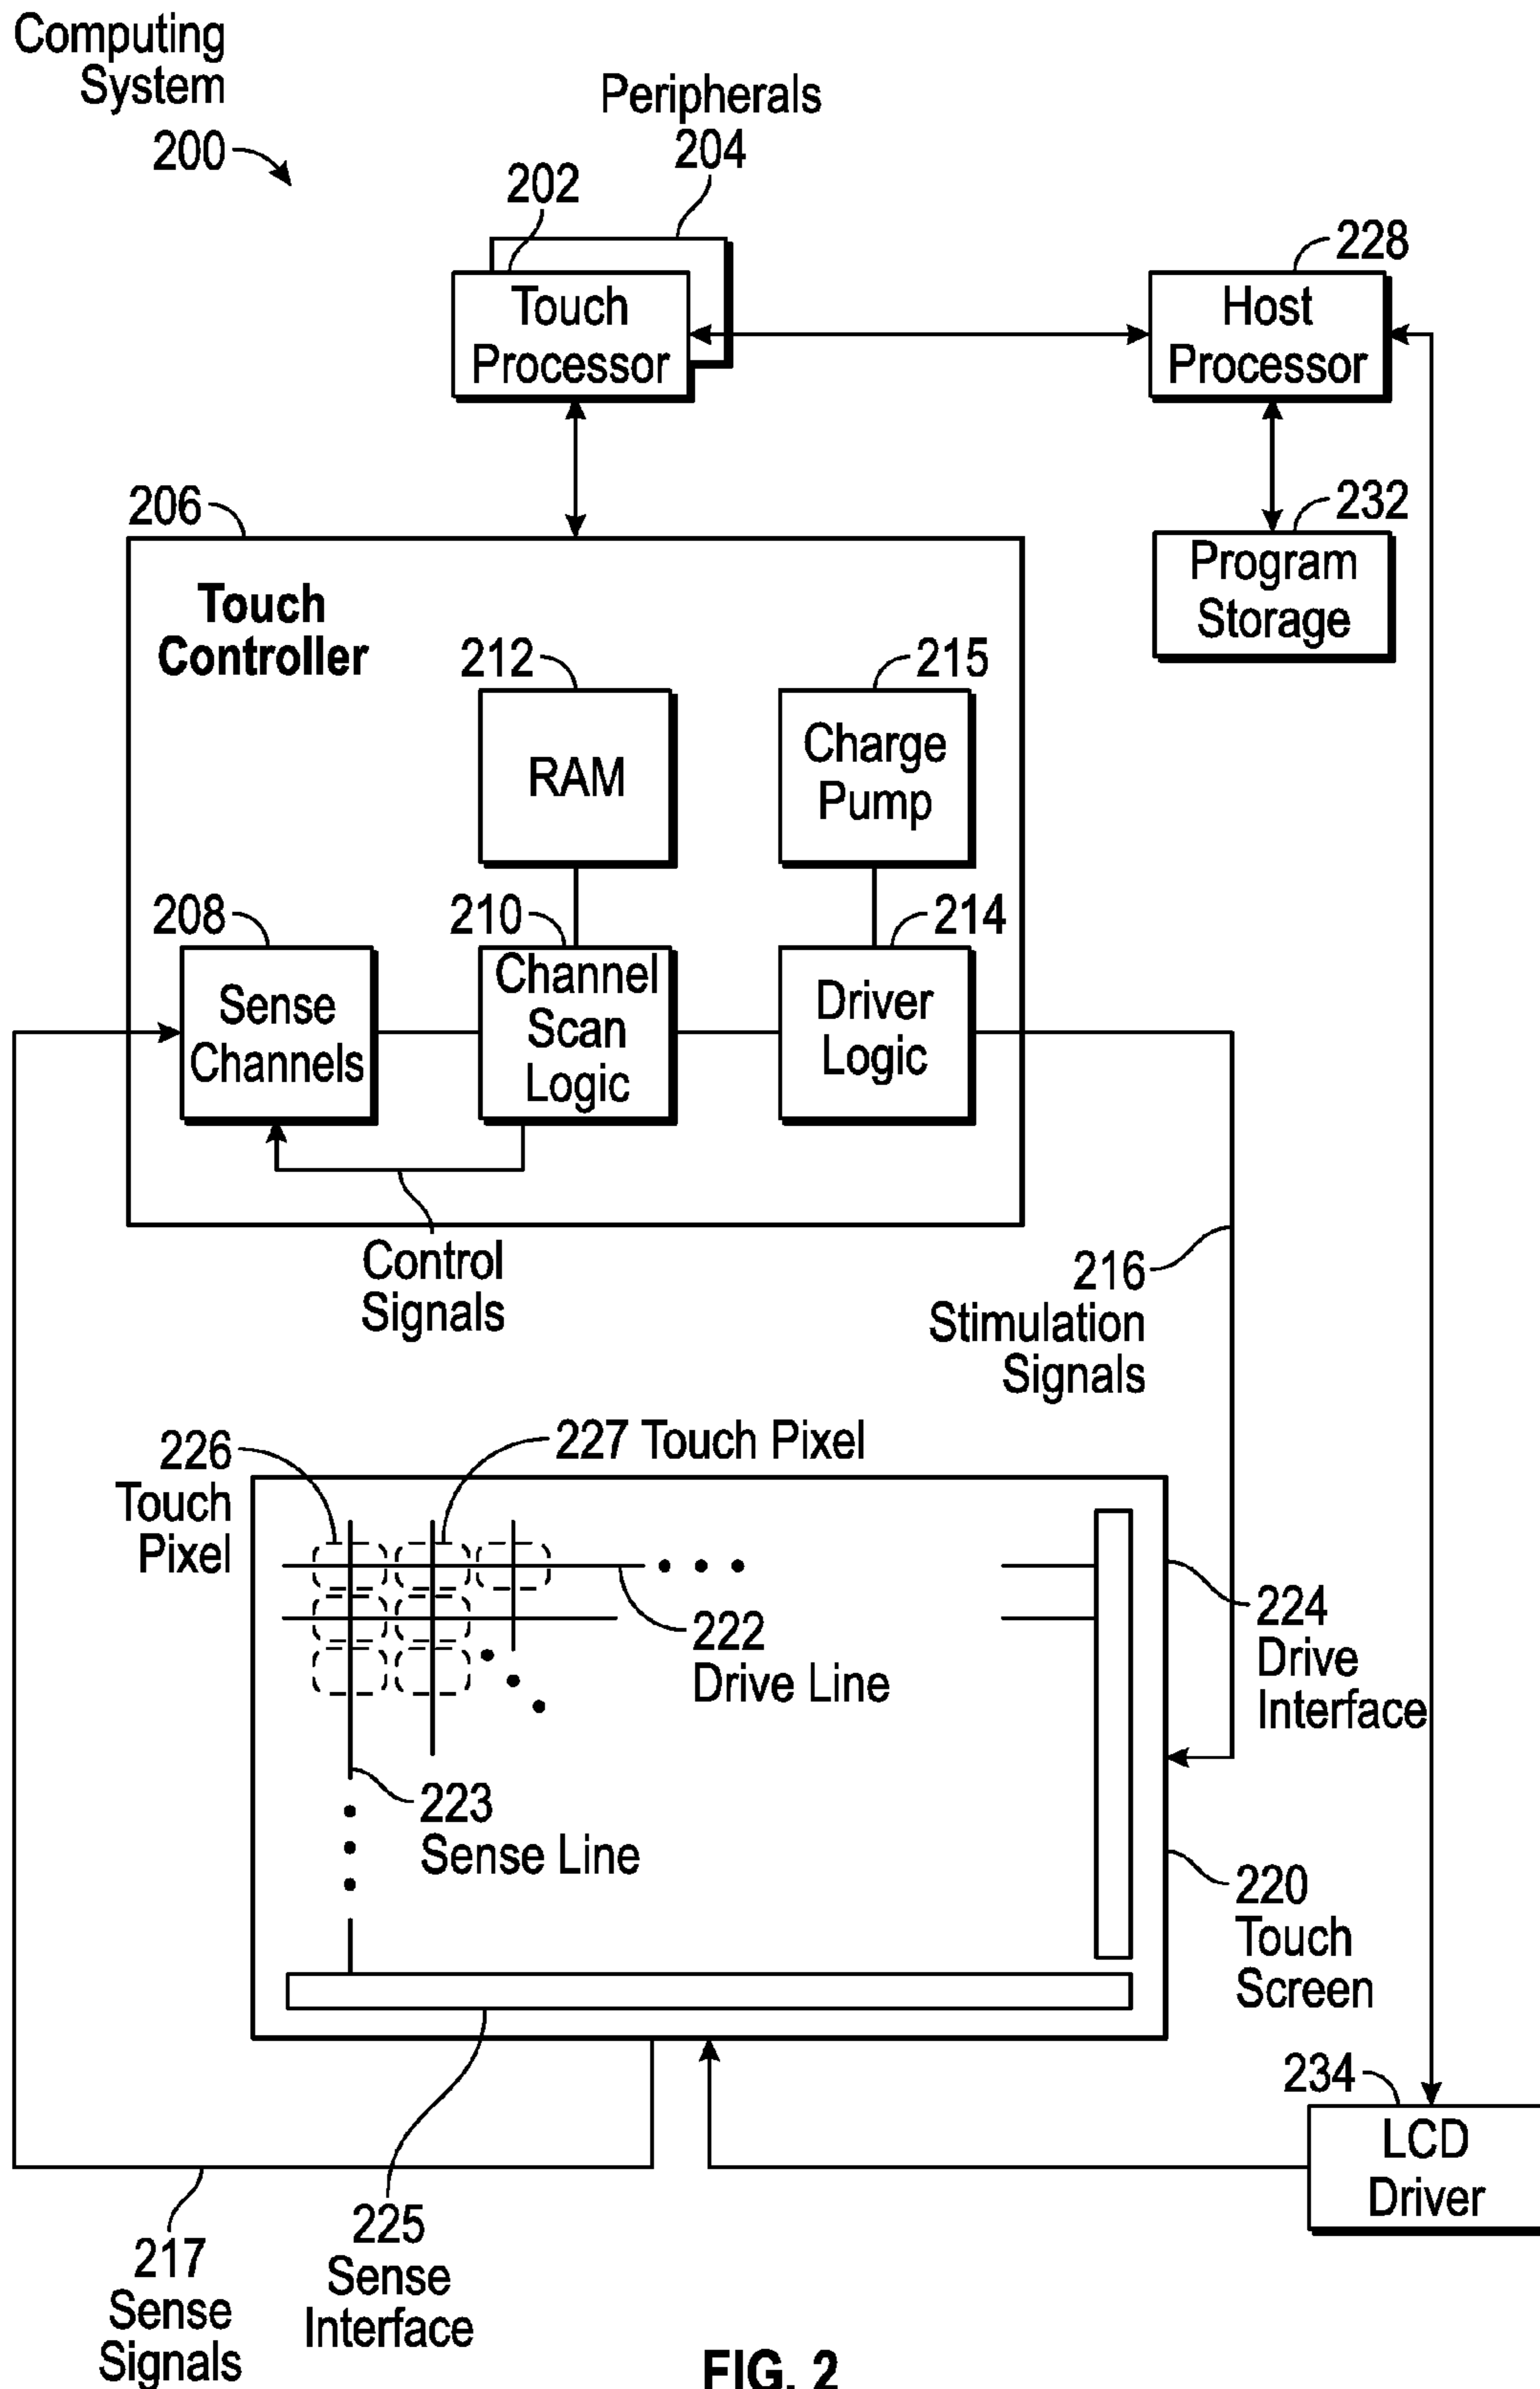 Computing
System
200
Peripherals
204
202
Touch
Processor
228
Host
Processor
206
232
Program
Storage
Touch
Controller
212
RAM
215
Charge
Pump
208
Sense
Channels
210
Channel
Scan
Logic
214
Driver
Logic
Control
Signals
216
Stimulation
Signals
226
Touch
Pixel
227 Touch Pixel
222
Drive Line
224
Drive
Interface
223
Sense Line
220
Touch
Screen
234
LCD
Driver
225
Sense
Interface
217
Sense
Signals
FIG. 2